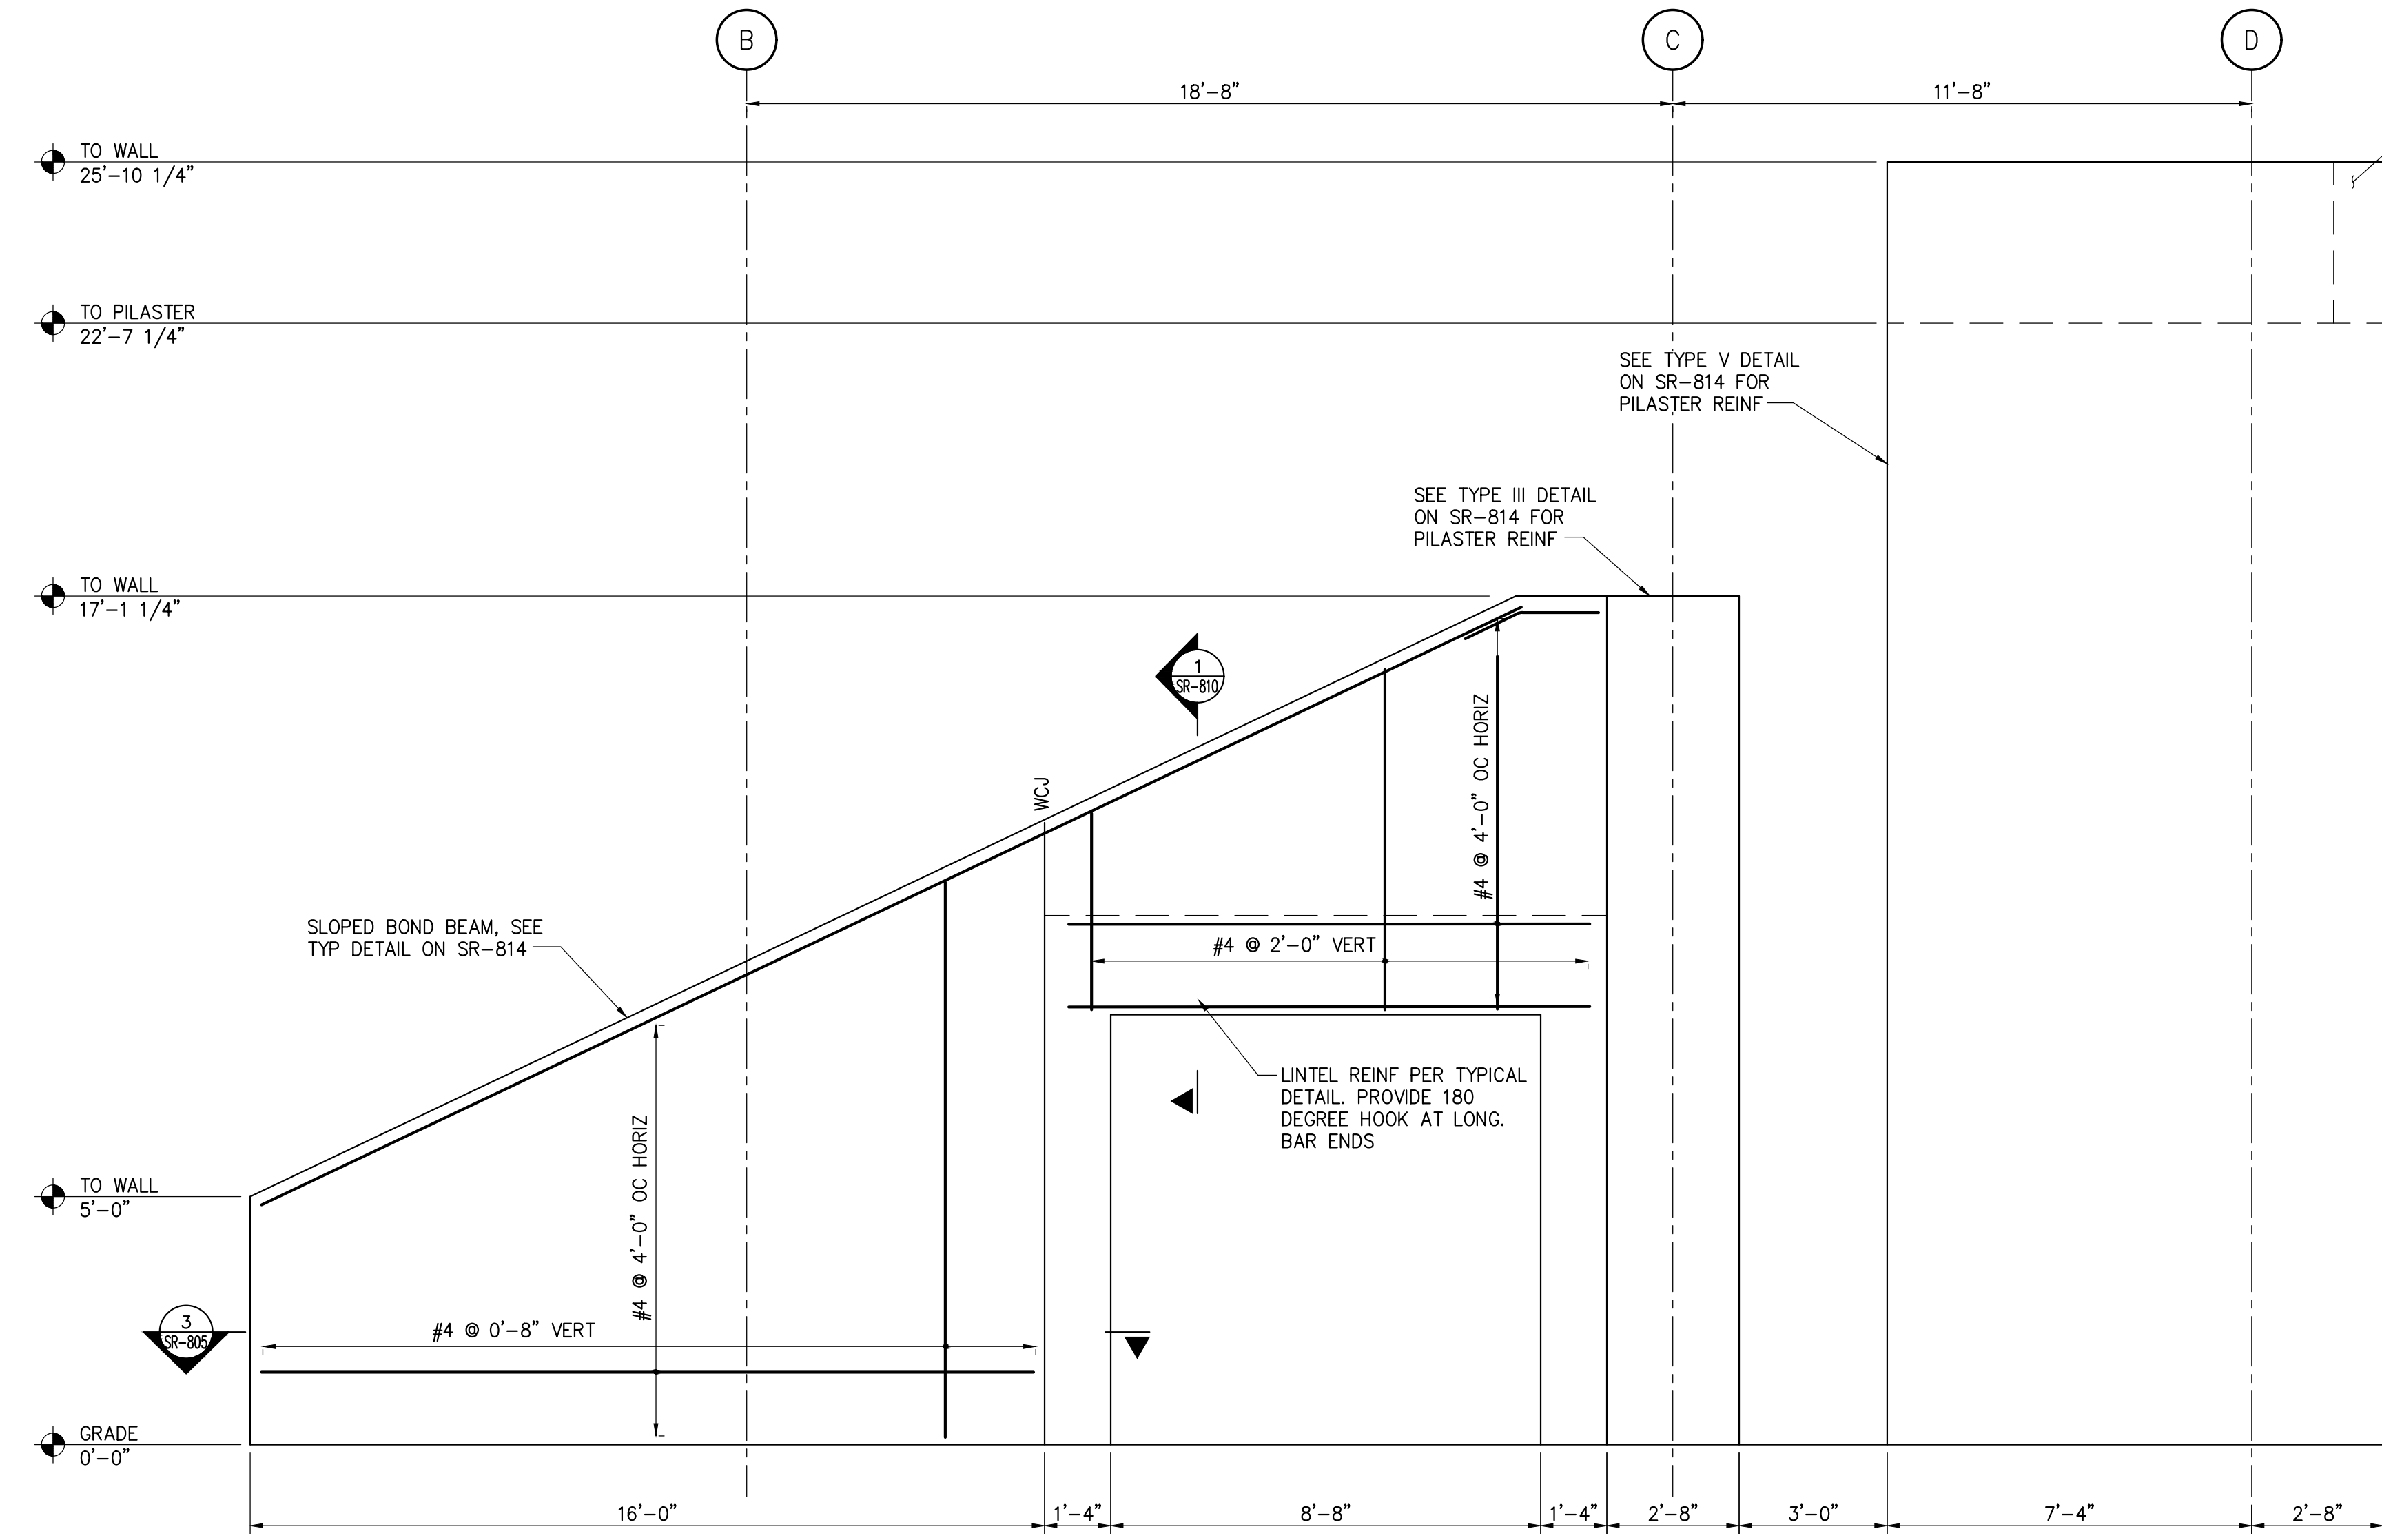 B
C
D
18'-8"
11'-8"
TO WALL
25'-10 1/4"
TO PILASTER
22'-7 1/4"
SEE TYPE V DETAIL
ON SR-814 FOR
PILASTER REINF
SEE TYPE III DETAIL
ON SR-814 FOR
PILASTER REINF
TO WALL
17'-1 1/4"
1
SR-810
#4 @ 4'-0" OC HORIZ
WCJ
SLOPED BOND BEAM, SEE
TYP DETAIL ON SR-814
#4 @ 2'-0" VERT
LINTEL REINF PER TYPICAL
DETAIL. PROVIDE 180
DEGREE HOOK AT LONG.
BAR ENDS
#4 @ 4'-0" OC HORIZ
TO WALL
5'-0"
3
SR-805
#4 @ 0'-8" VERT
GRADE
0'-0"
16'-0"
1'-4"
8'-8"
1'-4"
2'-8"
3'-0"
7'-4"
2'-8"